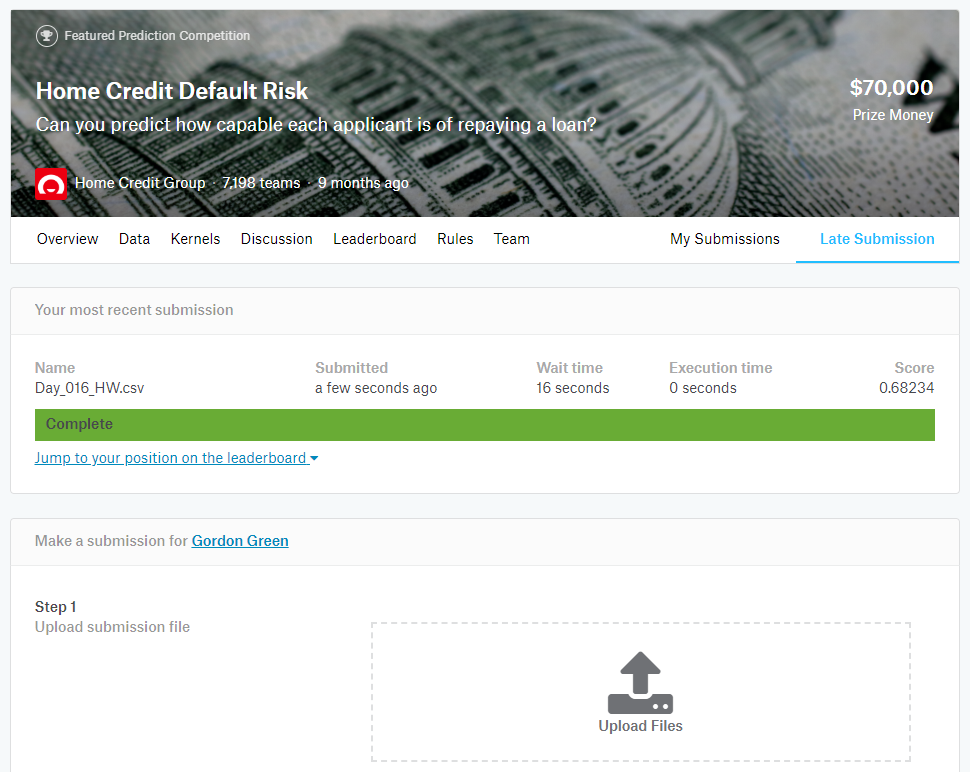 Featured Prediction Competition
Home Credit Default Risk
Can you predict how capable each applicant is of repaying a loan?
$70,000
Prize Money
Home Credit Group · 7,198 teams · 9 months ago
Overview Data Kernels Discussion Leaderboard Rules Team My Submissions Late Submission
Your most recent submission
Name Submitted Wait time Execution time Score
Day_016_HW.csv a few seconds ago 16 seconds 0 seconds 0.68234
Complete
Jump to your position on the leaderboard
Make a submission for Gordon Green
Step 1
Upload submission file
Upload Files